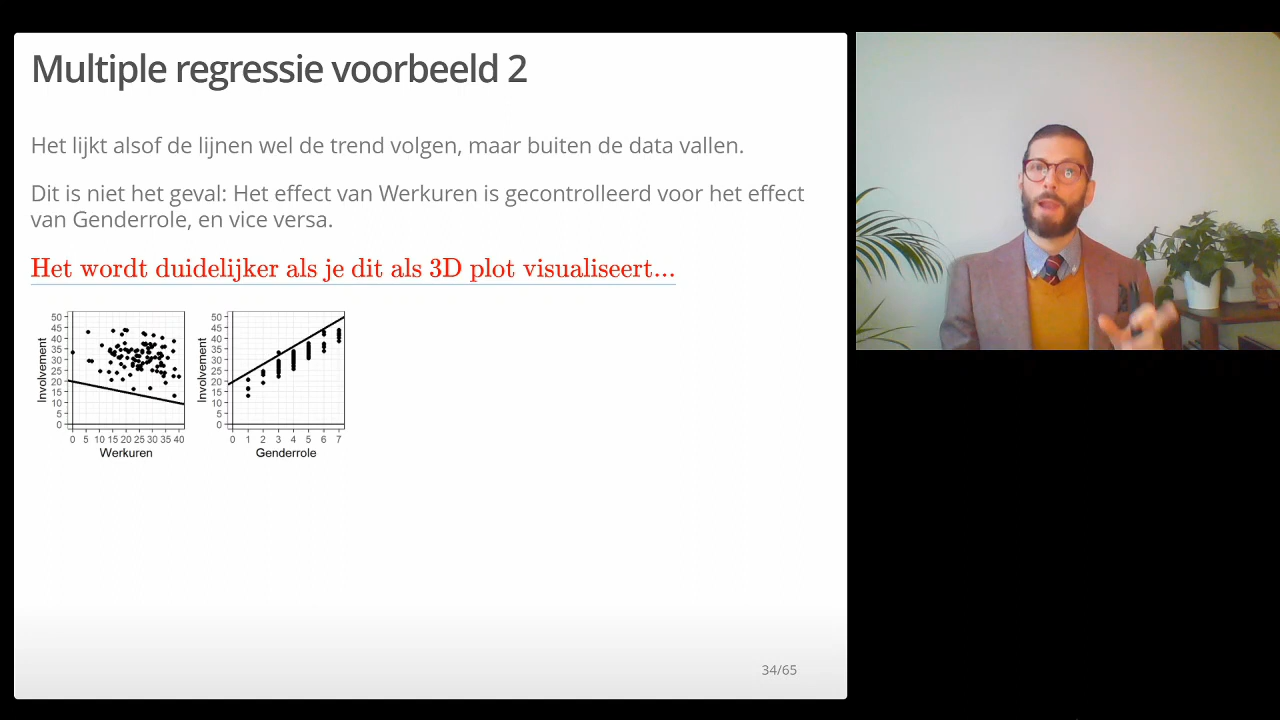 Multiple regressie voorbeeld 2
Het lijkt alsof de lijnen wel de trend volgen, maar buiten de data vallen.
Dit is niet het geval: Het effect van Werkuren is gecontrolleerd voor het effect
van Genderrole, en vice versa.
Het wordt duidelijker als je dit als 3D plot visualiseert...
Involvement
50
45
40
35
30
25
20
15
10
5
0
0 5 10 15 20 25 30 35 40
Werkuren
Involvement
50
45
40
35
30
25
20
15
10
5
0
0 1 2 3 4 5 6 7
Genderrole
34/65